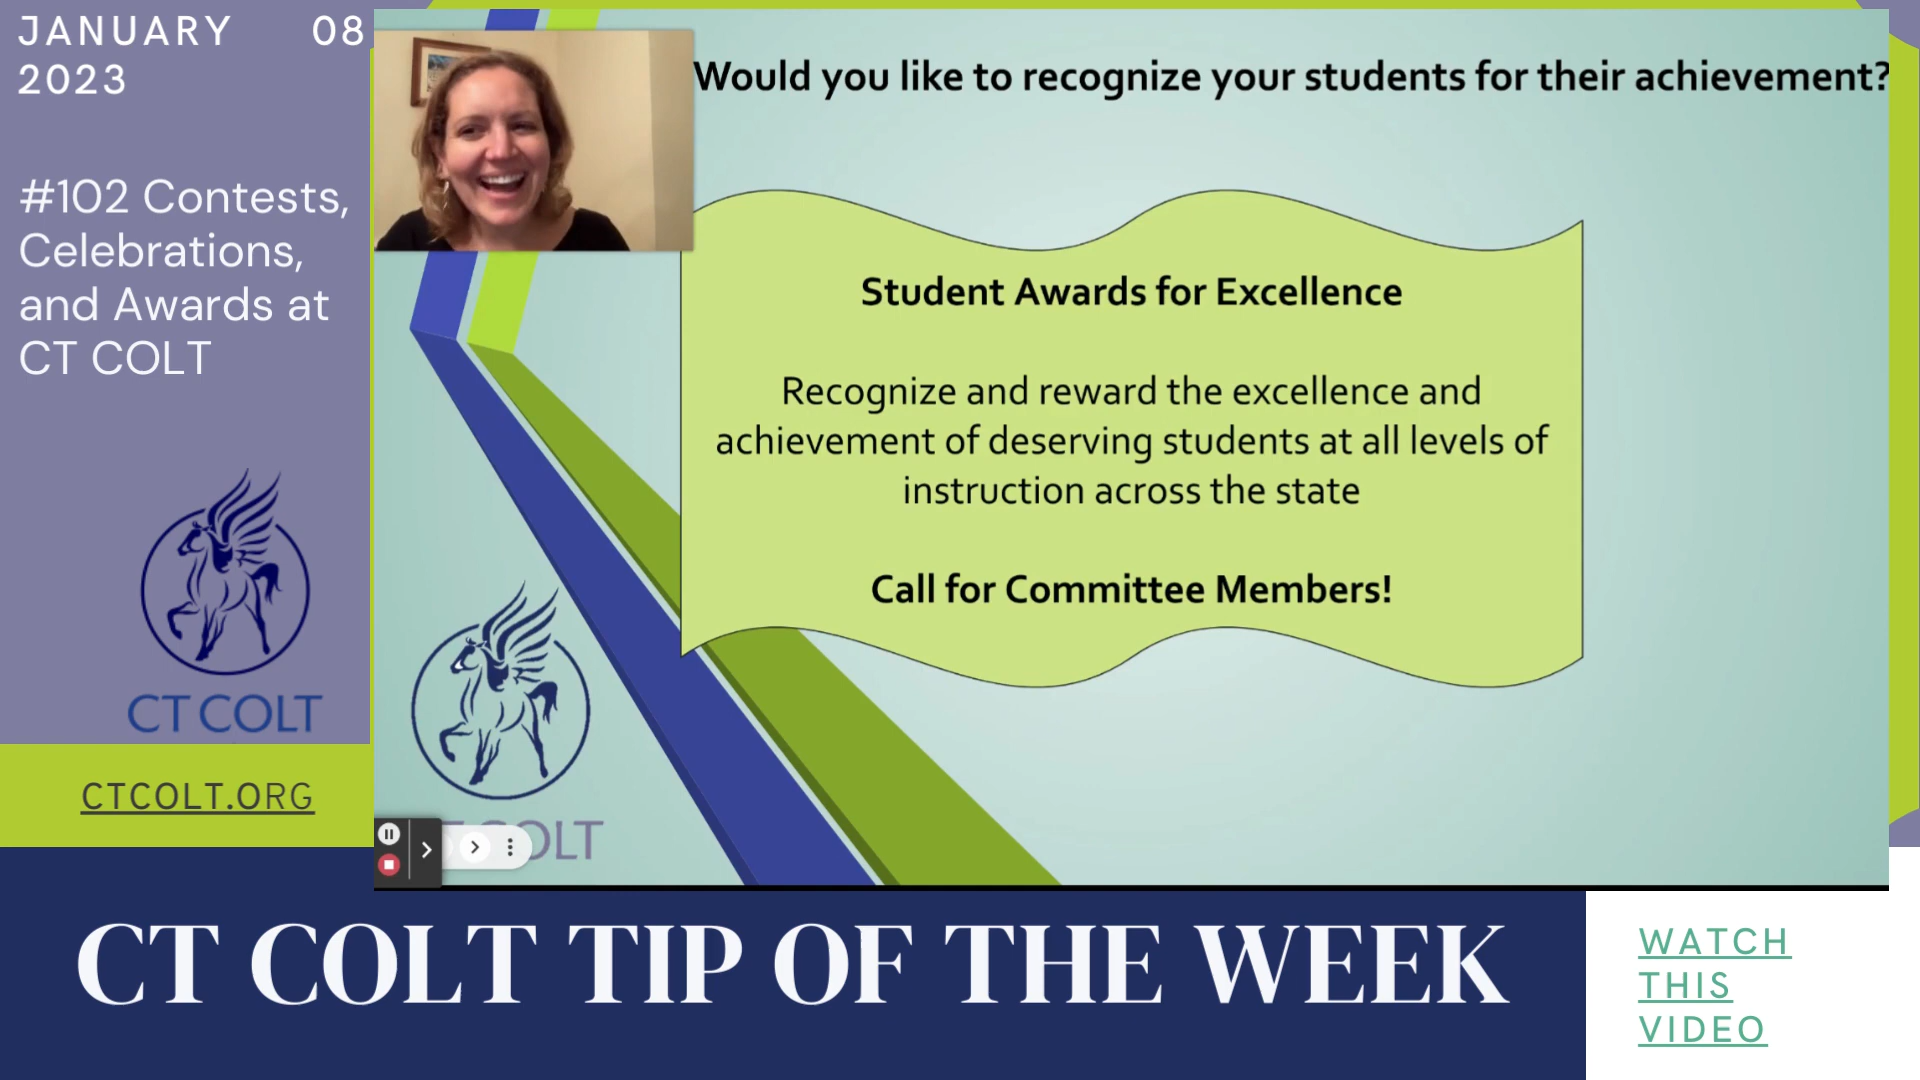 JANUARY 08
2023
#102 Contests,
Celebrations,
and Awards at
CT COLT
CT COLT
CTCOLT.ORG
Would you like to recognize your students for their achievement?
Student Awards for Excellence
Recognize and reward the excellence and
achievement of deserving students at all levels of
instruction across the state
Call for Committee Members!
COLT
CT COLT TIP OF THE WEEK
WATCH
THIS
VIDEO